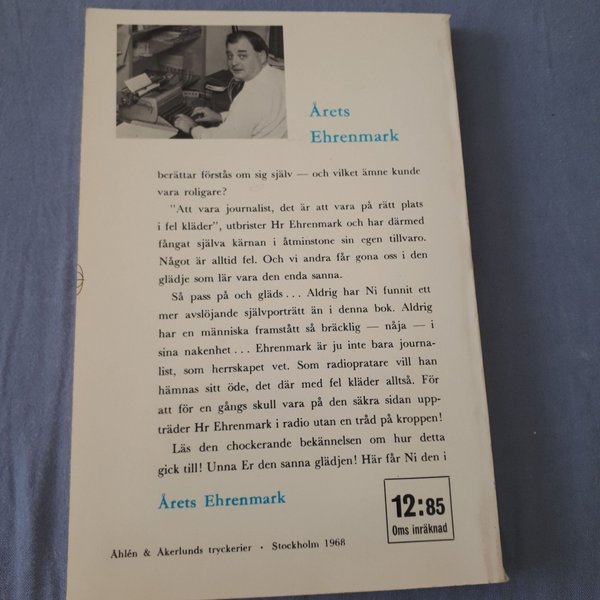 Årets
Ehrenmark
berättar förstås om sig själv — och vilket ämne kunde
vara roligare?
"Att vara journalist, det är att vara på rätt plats
i fel kläder", utbrister Hr Ehrenmark och har därmed
fångat själva kärnan i åtminstone sin egen tillvaro.
Något är alltid fel. Och vi andra får gona oss i den
glädje som lär vara den enda sanna.
Så pass på och gläds... Aldrig har Ni funnit ett
mer avslöjande självporträtt än i denna bok. Aldrig
har en människa framstått så bräcklig — nåja — i
sina nakenhet... Ehrenmark är ju inte bara journa-
list, som herrskapet vet. Som radiopratare vill han
hämnas sitt öde, det där med fel kläder alltså. För
att för en gångs skull vara på den säkra sidan upp-
träder Hr Ehrenmark i radio utan en tråd på kroppen!
Läs den chockerande bekännelsen om hur detta
gick till! Unna Er den sanna glädjen! Här får Ni den i
Årets Ehrenmark
12:85
Oms inräknad
Åhlén & Åkerlunds tryckerier • Stockholm 1968